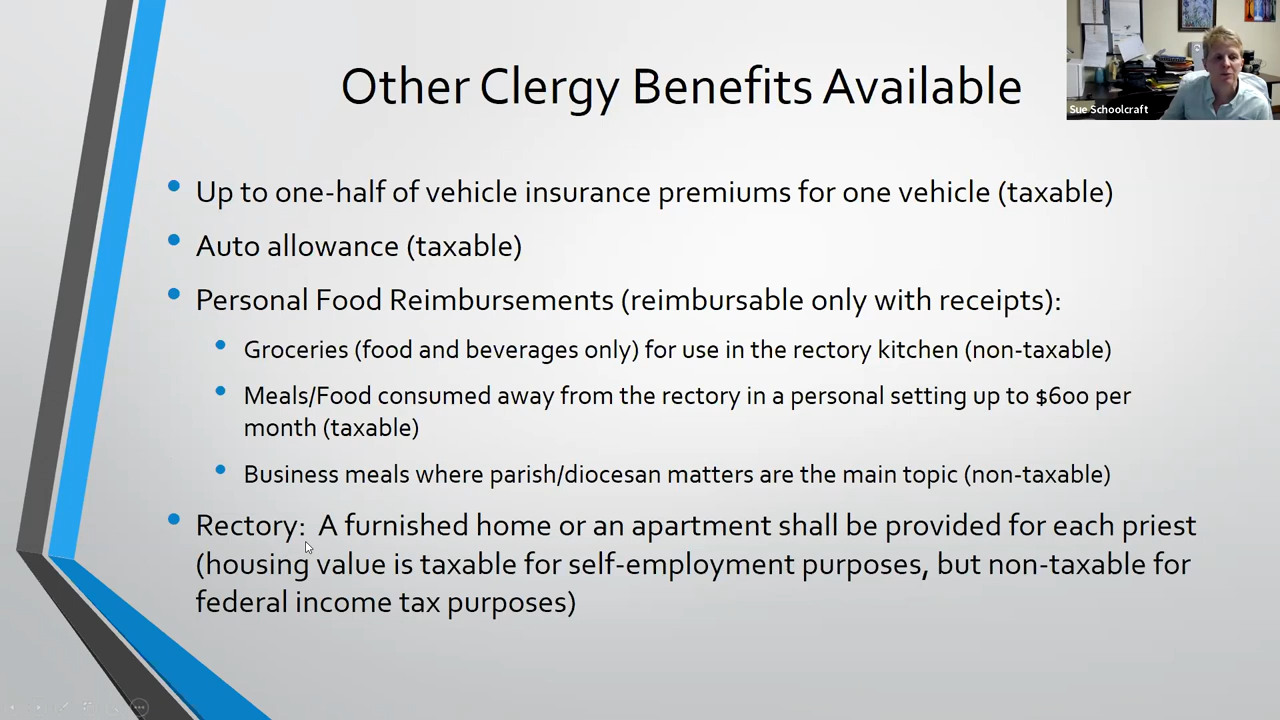 Other Clergy Benefits Available
Sue Schoolcraft
Up to one-half of vehicle insurance premiums for one vehicle (taxable)
Auto allowance (taxable)
Personal Food Reimbursements (reimbursable only with receipts):
Groceries (food and beverages only) for use in the rectory kitchen (non-taxable)
Meals/Food consumed away from the rectory in a personal setting up to $600 per
month (taxable)
Business meals where parish/diocesan matters are the main topic (non-taxable)
Rectory: A furnished home or an apartment shall be provided for each priest
(housing value is taxable for self-employment purposes, but non-taxable for
federal income tax purposes)